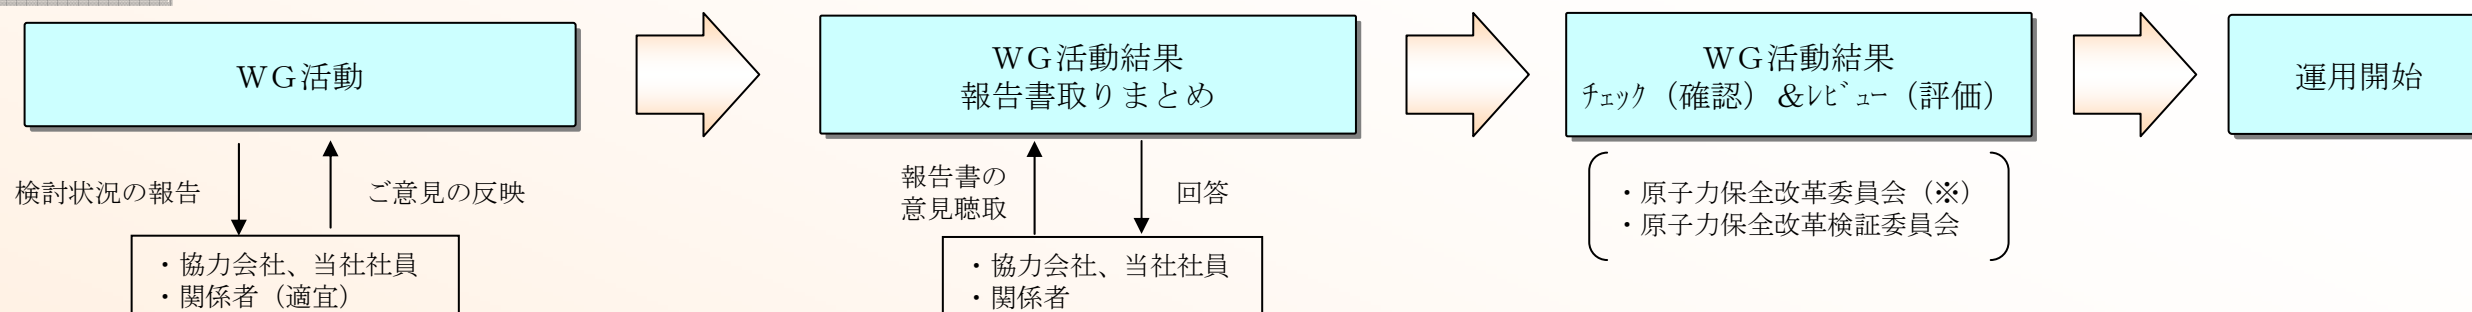 ＷＧ活動
検討状況の報告
ご意見の反映
・協力会社、当社社員
・関係者（適宜）
ＷＧ活動結果
報告書取りまとめ
報告書の
意見聴取
回答
・協力会社、当社社員
・関係者
ＷＧ活動結果
ﾁｪｯｸ（確認）＆ﾚﾋﾞｭｰ（評価）
・原子力保全改革委員会（※）
・原子力保全改革検証委員会
運用開始